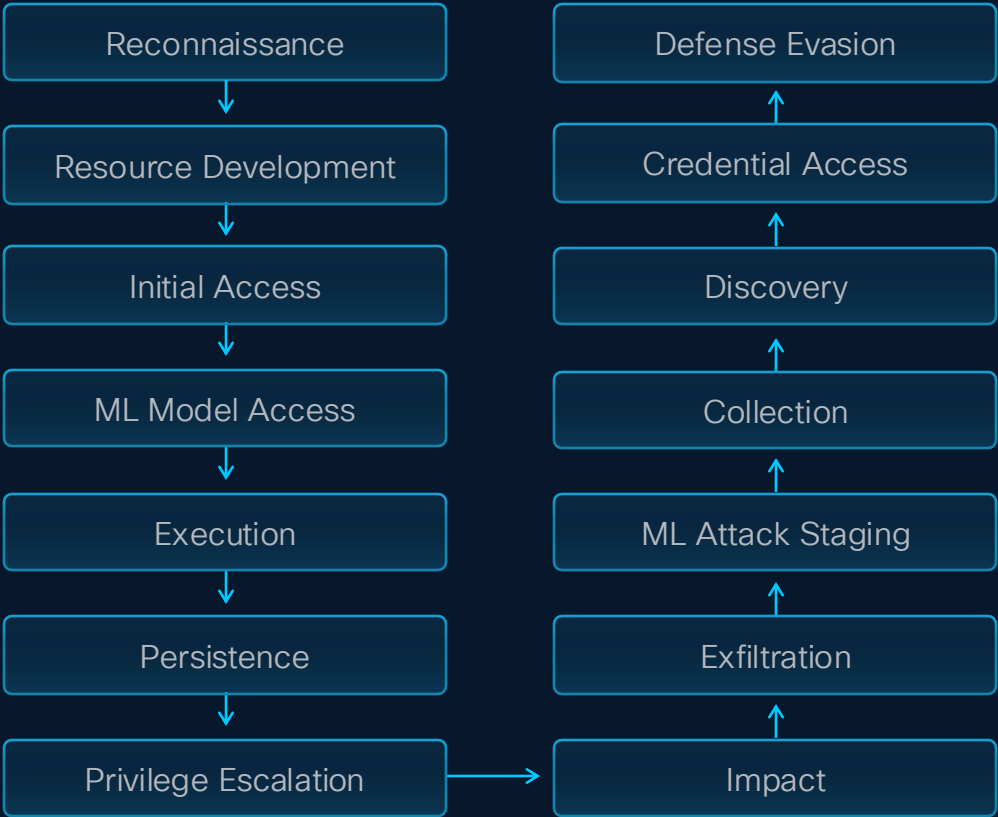 Reconnaissance
Resource Development
Initial Access
ML Model Access
Execution
Persistence
Privilege Escalation
Defense Evasion
Credential Access
Discovery
Collection
ML Attack Staging
Exfiltration
Impact